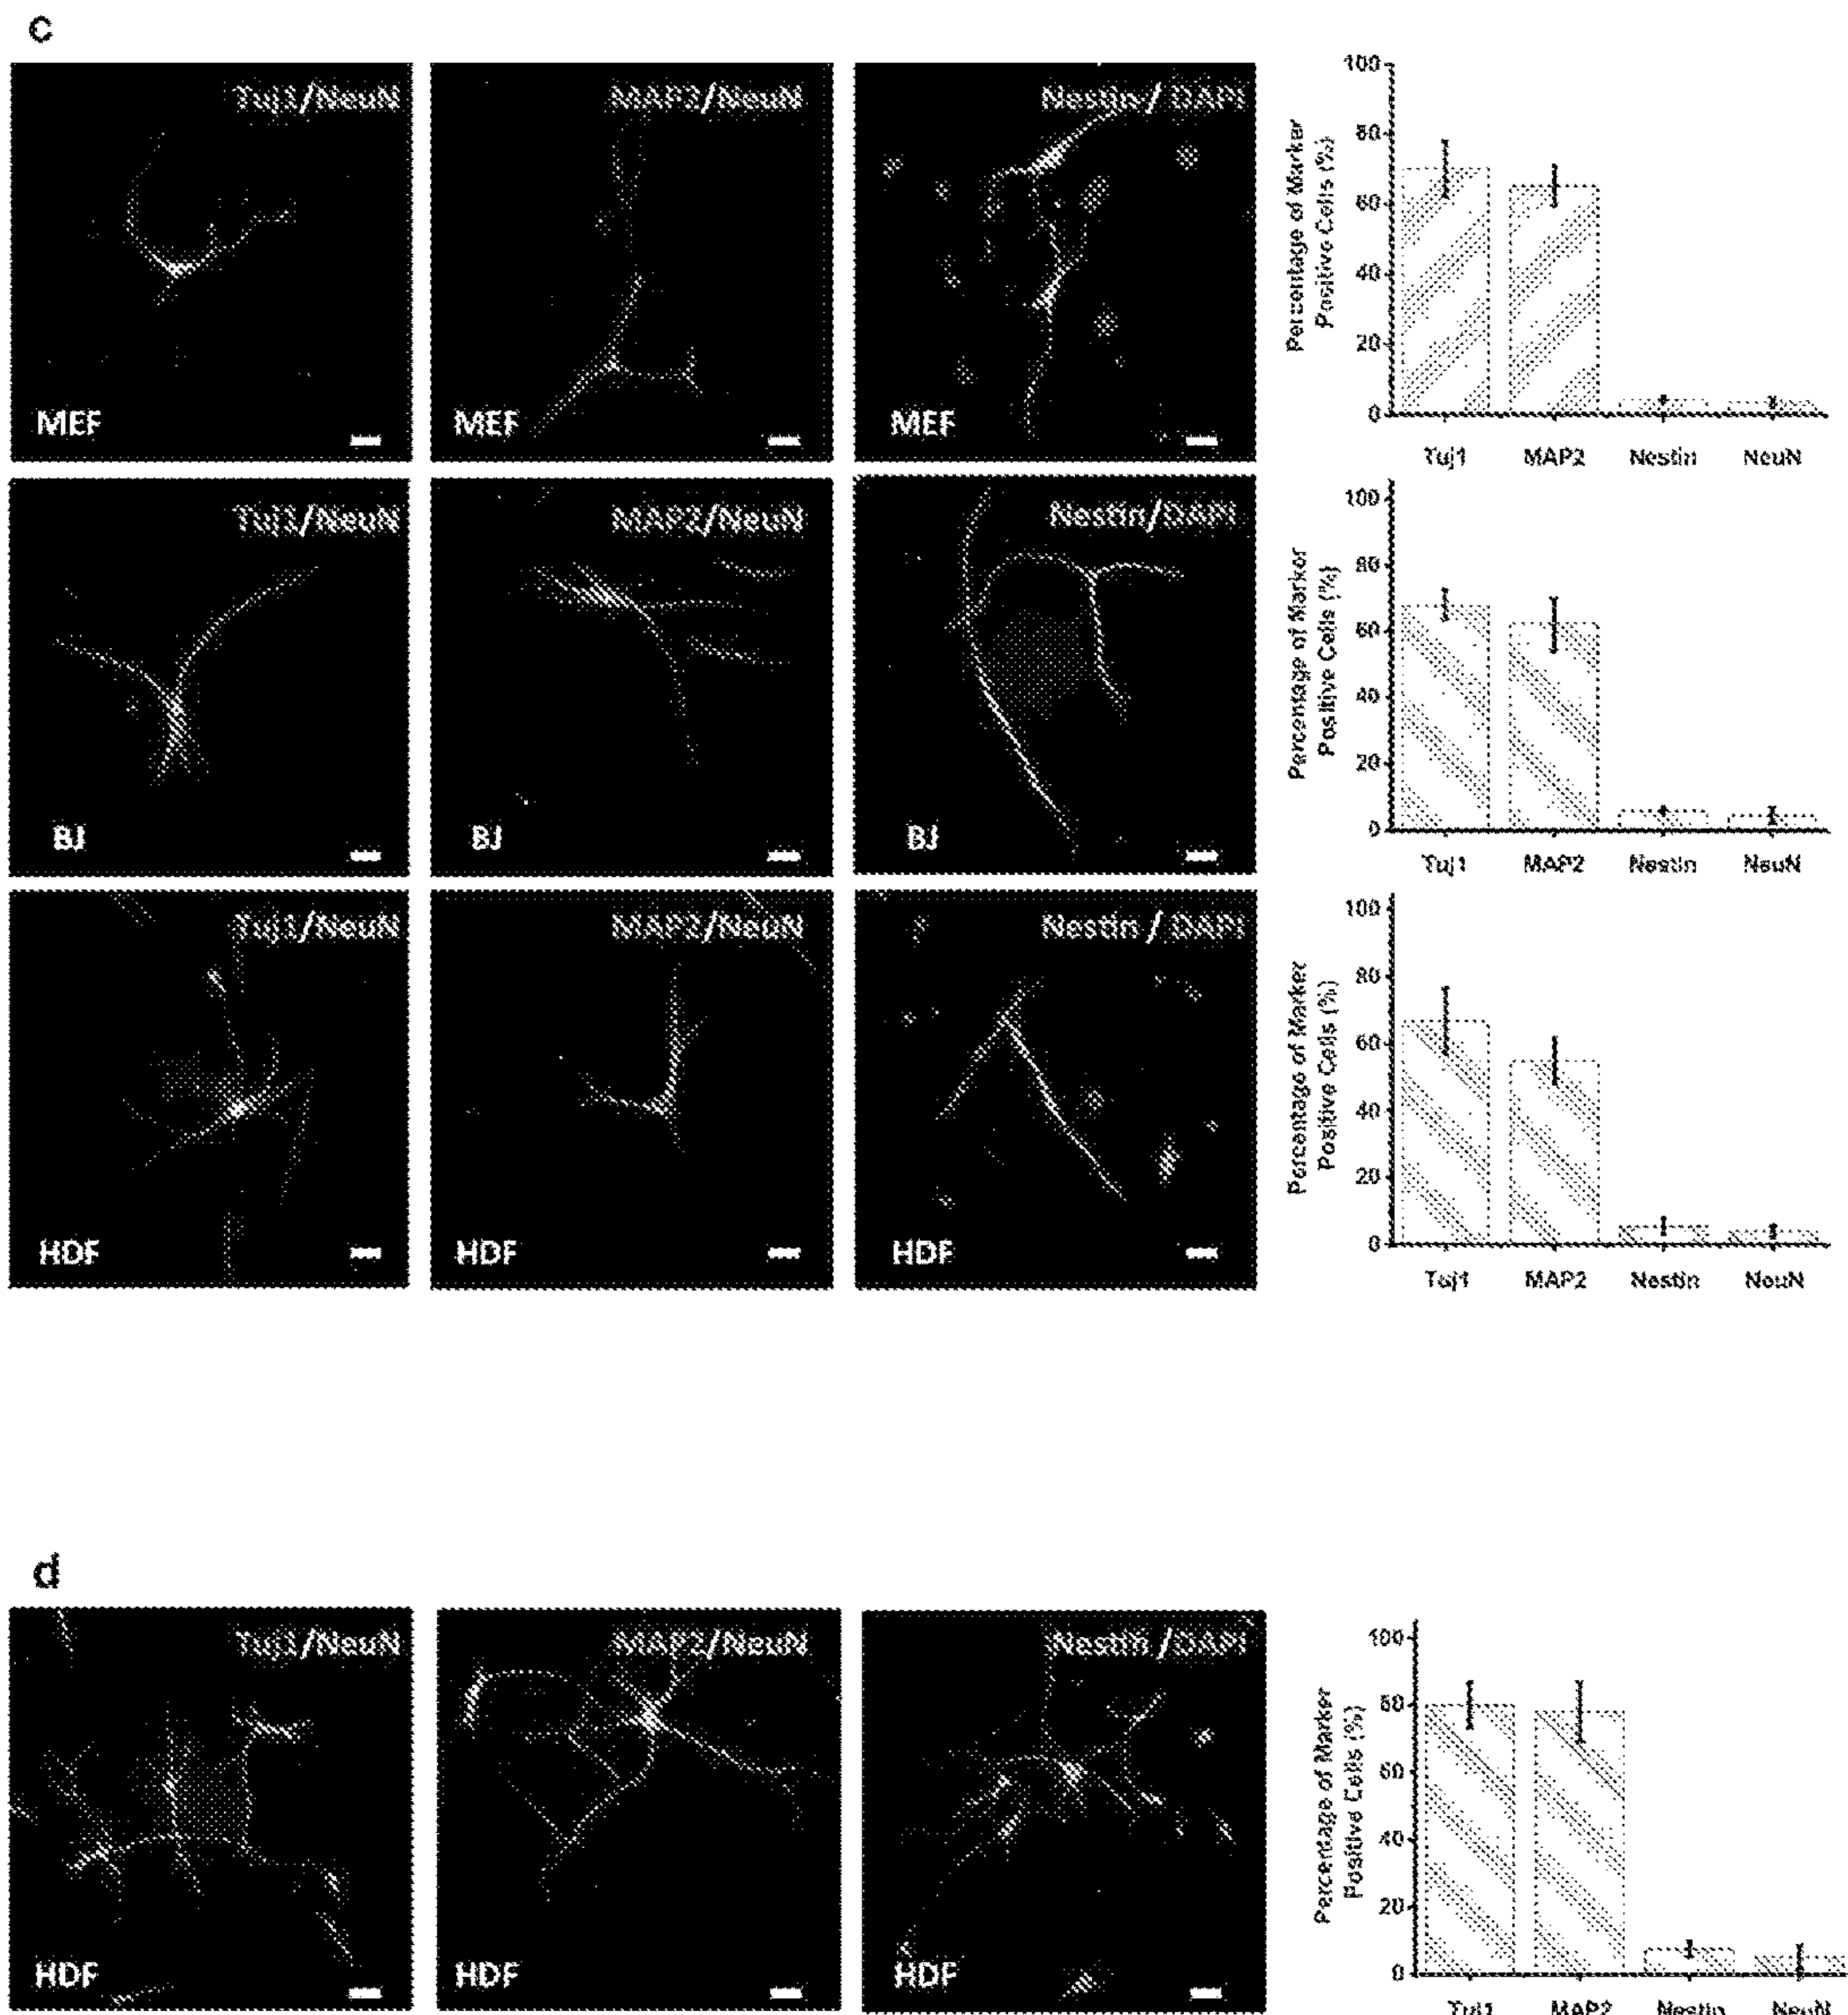 c
Tuj1/NeuN
MAP2/NeuN
Nestin / DAPI
MEF
MEF
MEF
Percentage of Marker
Positive Cells (%)
100
80
60
40
20
0
Tuj1 MAP2 Nestin NeuN
Tuj1/NeuN
MAP2/NeuN
Nestin/DAPI
BJ
BJ
BJ
Percentage of Marker
Positive Cells (%)
100
80
60
40
20
0
Tuj1 MAP2 Nestin NeuN
Tuj1/NeuN
MAP2/NeuN
Nestin / DAPI
HDF
HDF
HDF
Percentage of Marker
Positive Cells (%)
100
80
60
40
20
0
Tuj1 MAP2 Nestin NeuN
d
Tuj1/NeuN
MAP2/NeuN
Nestin /DAPI
HDF
HDF
HDF
Percentage of Marker
Positive Cells (%)
100
80
60
40
20
0
Tuj1 MAP2 Nestin NeuN